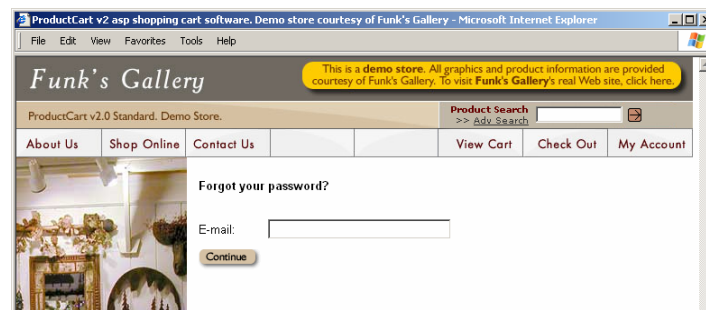 ProductCart v2 asp shopping cart software. Demo store courtesy of Funk's Gallery - Microsoft Internet Explorer
File Edit View Favorites Tools Help
Funk's Gallery
This is a demo store. All graphics and product information are provided
courtesy of Funk's Gallery. To visit Funk's Gallery's real Web site, click here.
ProductCart v2.0 Standard. Demo Store.
Product Search
>> Adv Search
About Us Shop Online Contact Us View Cart Check Out My Account
Forgot your password?
E-mail:
Continue